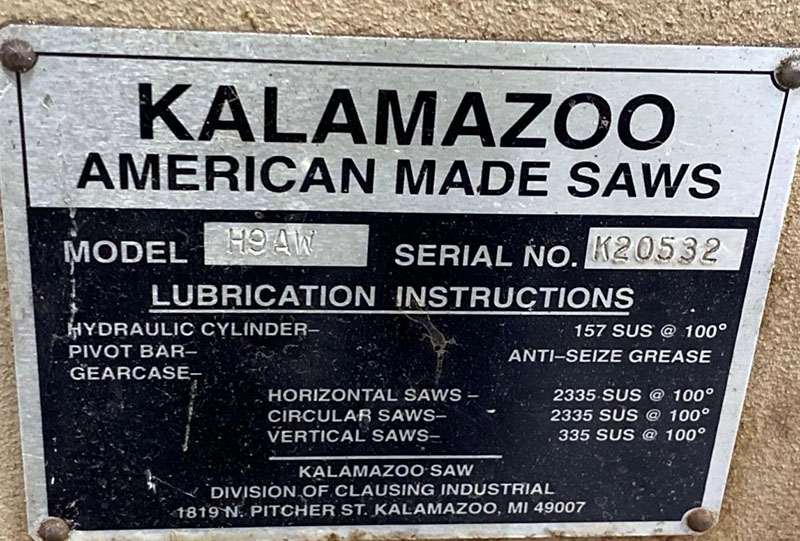 KALAMAZOO
AMERICAN MADE SAWS
MODEL H9AW SERIAL NO. K20532
LUBRICATION INSTRUCTIONS
HYDRAULIC CYLINDER– 157 SUS @ 100°
PIVOT BAR– ANTI–SEIZE GREASE
GEARCASE–
HORIZONTAL SAWS – 2335 SUS @ 100°
CIRCULAR SAWS– 2335 SUS @ 100°
VERTICAL SAWS– 335 SUS @ 100°
KALAMAZOO SAW
DIVISION OF CLAUSING INDUSTRIAL
1819 N. PITCHER ST. KALAMAZOO, MI 49007